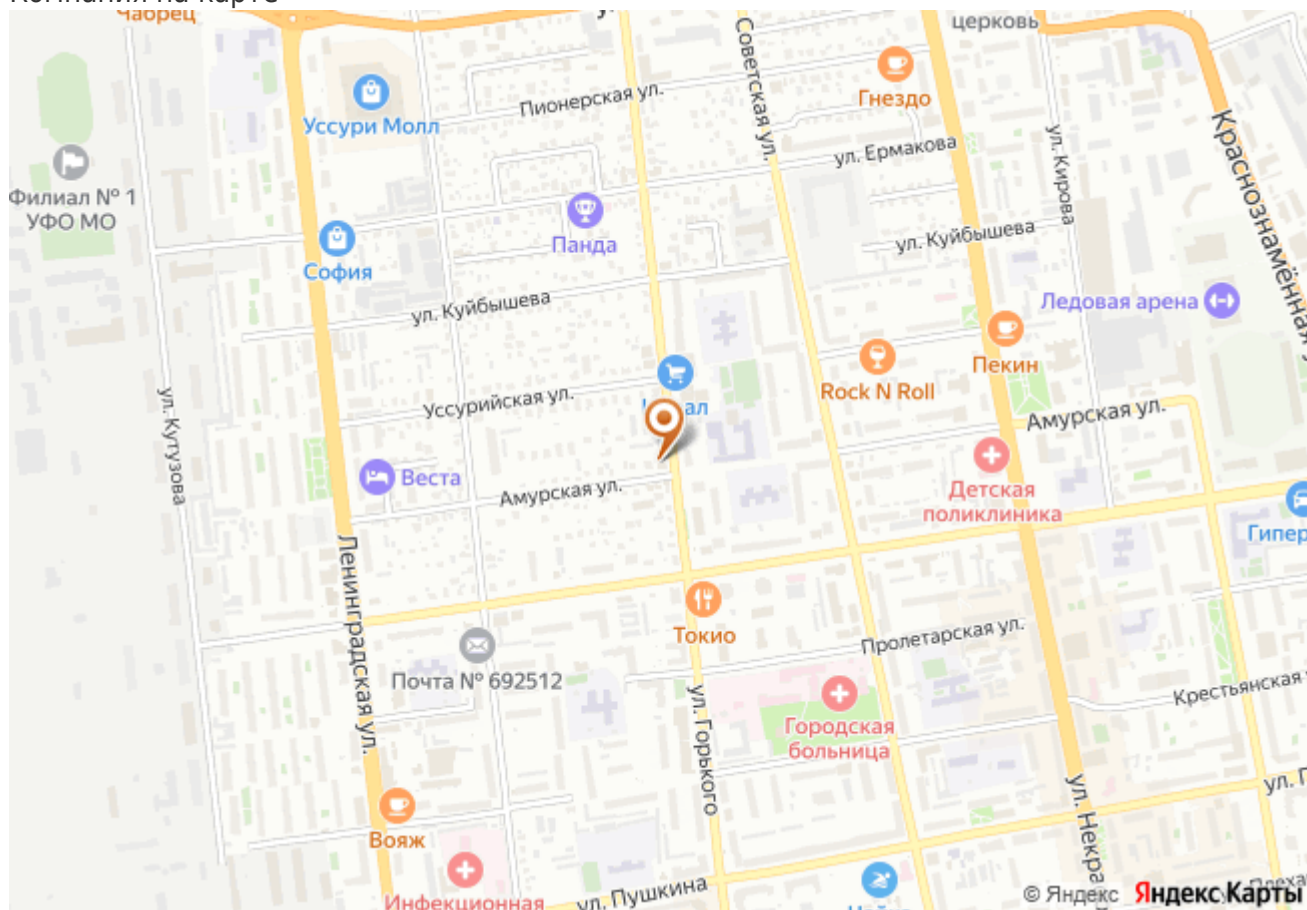 Чаборец
церковь
Гнездо
Пионерская ул.
Советская ул.
Уссури Молл
ул. Ермакова
ул. Кирова
Краснознамённая
Филиал № 1
УФО МО
Панда
ул. Куйбышева
София
ул. Куйбышева
Ледовая арена
Пекин
Rock N Roll
Уссурийская ул.
ул. Кутузова
Амурская ул.
Веста
Амурская ул.
Детская
поликлиника
Гипер
Ленинградская ул.
Токио
Пролетарская ул.
Почта № 692512
Крестьянская
Городская
больница
ул. Горького
ул. Некра
Вояж
Инфекционная
ул. Пушкина
© Яндекс Яндекс Карты